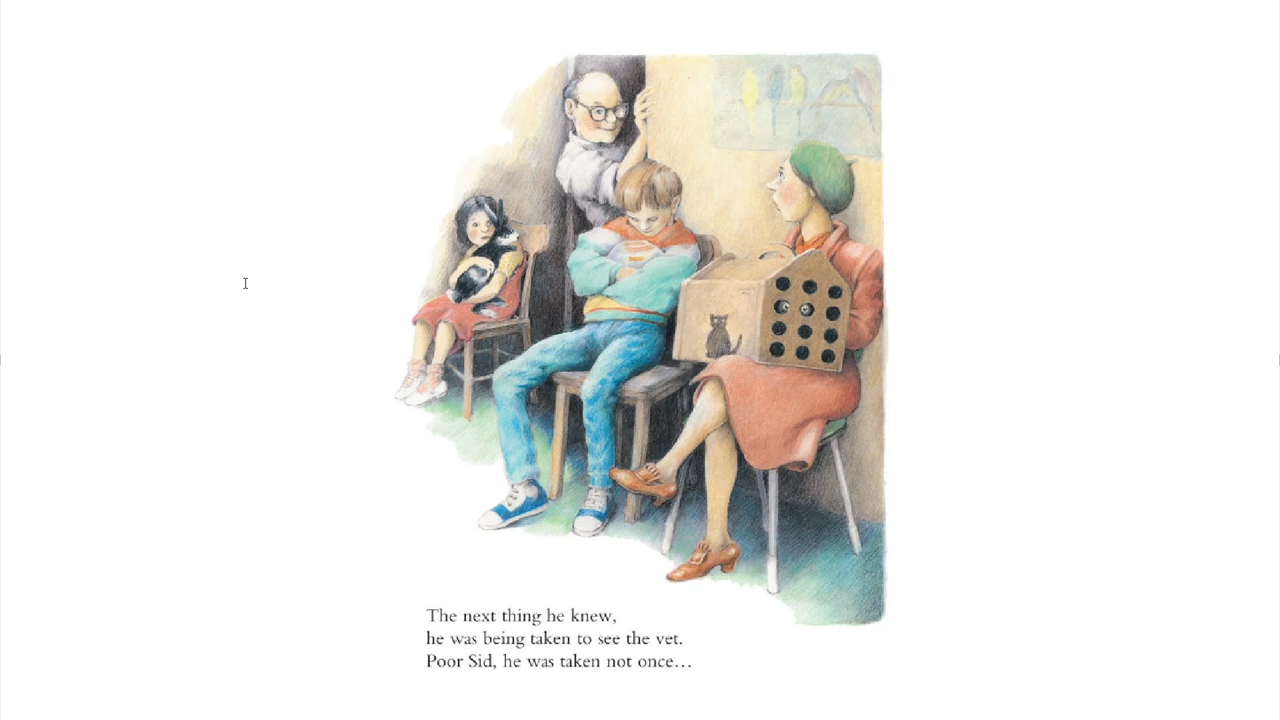 The next thing he knew,
he was being taken to see the vet.
Poor Sid, he was taken not once…